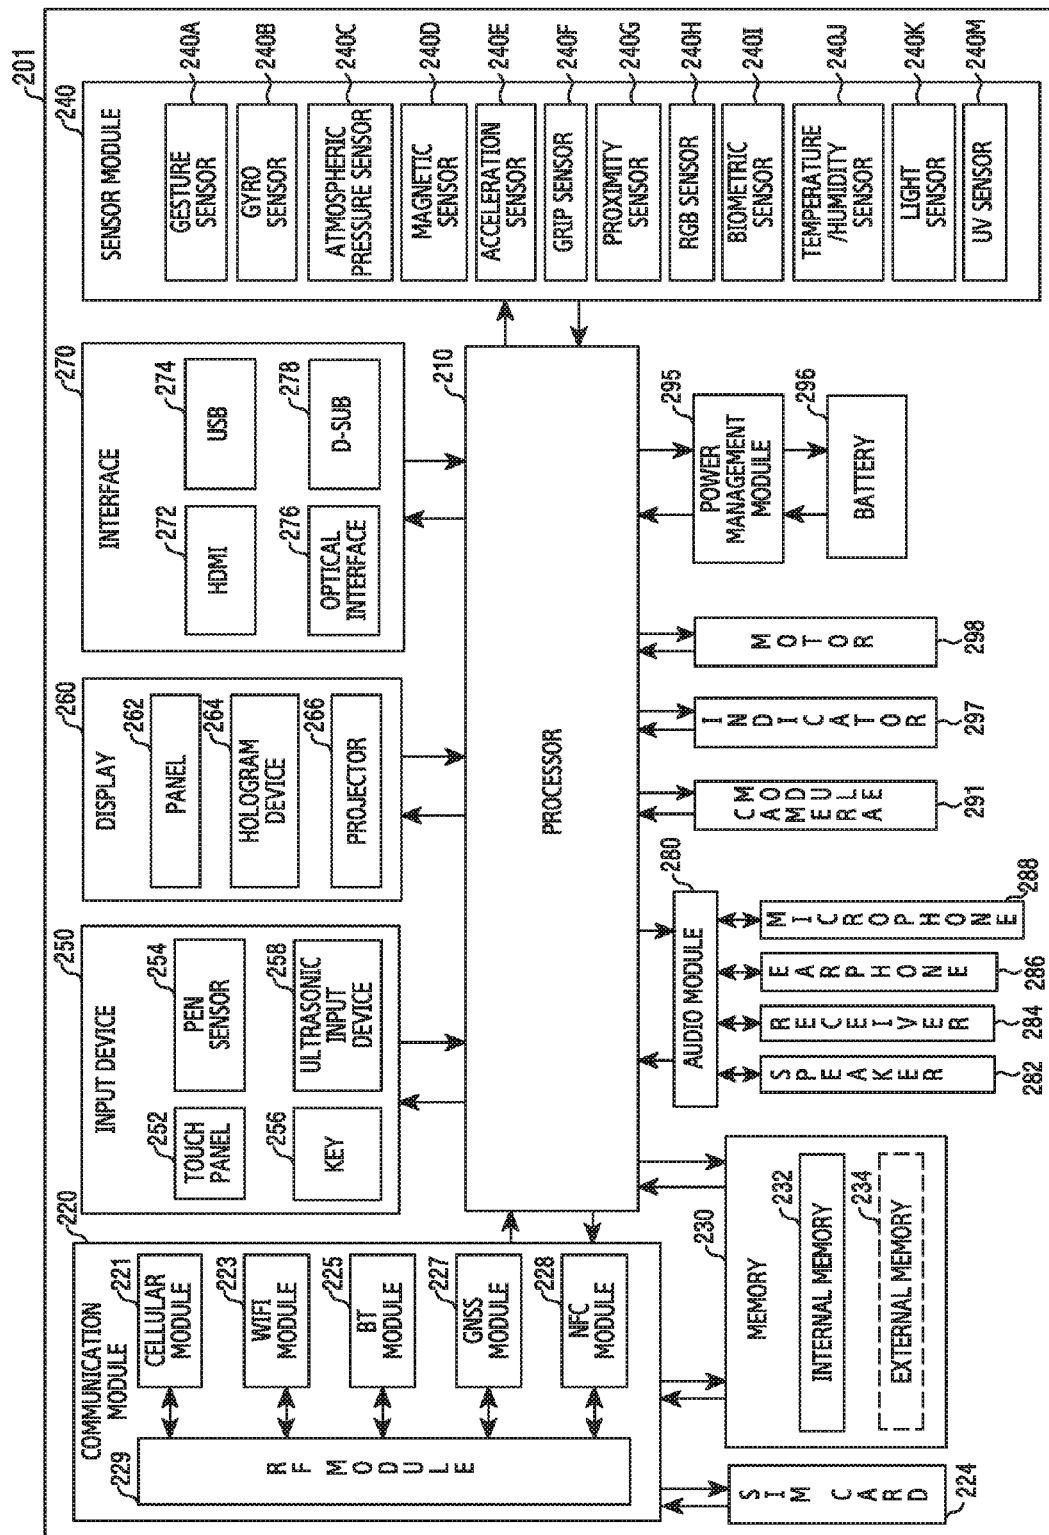 201
COMMUNICATION
MODULE
220
229
RF MODULE
221
CELLULAR
MODULE
223
WIFI
MODULE
225
BT
MODULE
227
GNSS
MODULE
228
NFC
MODULE
SIM CARD
224
INPUT DEVICE
250
252
TOUCH
PANEL
254
PEN
SENSOR
256
KEY
258
ULTRASONIC
INPUT
DEVICE
DISPLAY
260
262
PANEL
264
HOLOGRAM
DEVICE
266
PROJECTOR
INTERFACE
270
272
HDMI
274
USB
276
OPTICAL
INTERFACE
278
D-SUB
SENSOR MODULE
240
GESTURE
SENSOR
240A
GYRO
SENSOR
240B
ATMOSPHERIC
PRESSURE SENSOR
240C
MAGNETIC
SENSOR
240D
ACCELERATION
SENSOR
240E
GRIP SENSOR
240F
PROXIMITY
SENSOR
240G
RGB SENSOR
240H
BIOMETRIC
SENSOR
240I
TEMPERATURE
/HUMIDITY
SENSOR
240J
LIGHT
SENSOR
240K
UV SENSOR
240M
PROCESSOR
210
230
MEMORY
232
INTERNAL MEMORY
234
EXTERNAL MEMORY
AUDIO MODULE
280
SPEAKER
282
RECEIVER
284
EARPHONE
286
MICROPHONE
288
CAMERA
MODULE
291
INDICATOR
297
MOTOR
298
POWER
MANAGEMENT
MODULE
295
BATTERY
296